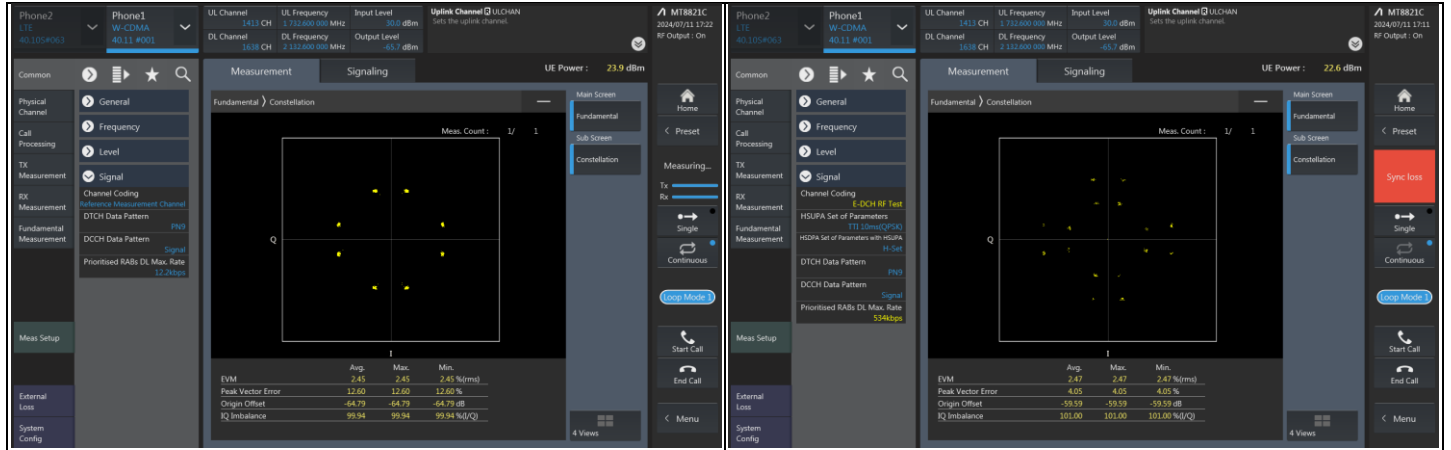 Phone2
LTE
40.10S#063
Phone1
W-CDMA
40.11 #001
UL Channel
1413 CH
UL Frequency
1 732.600 000 MHz
Input Level
30.0 dBm
DL Channel
1638 CH
DL Frequency
2 132.600 000 MHz
Output Level
-65.7 dBm
Uplink Channel ULCHAN
Sets the uplink channel.
MT8821C
2024/07/11 17:22
RF Output : On
Common
Physical
Channel
Call
Processing
TX
Measurement
RX
Measurement
Fundamental
Measurement
Meas Setup
External
Loss
System
Config
General
Frequency
Level
Signal
Channel Coding
Reference Measurement Channel
DTCH Data Pattern
PN9
DCCH Data Pattern
Signal
Prioritised RABs DL Max. Rate
12.2kbps
Measurement
Signaling
UE Power : 23.9 dBm
Fundamental 〉 Constellation
Meas. Count : 1/ 1
Q
I
Avg. Max. Min.
EVM 2.45 2.45 2.45 %(rms)
Peak Vector Error 12.60 12.60 12.60 %
Origin Offset -64.79 -64.79 -64.79 dB
IQ Imbalance 99.94 99.94 99.94 %(I/Q)
Main Screen
Fundamental
Sub Screen
Constellation
4 Views
Home
Preset
Measuring...
Tx
Rx
Single
Continuous
Loop Mode 1
Start Call
End Call
Menu
Phone2
LTE
40.10S#063
Phone1
W-CDMA
40.11 #001
UL Channel
1413 CH
UL Frequency
1 732.600 000 MHz
Input Level
30.0 dBm
DL Channel
1638 CH
DL Frequency
2 132.600 000 MHz
Output Level
-65.7 dBm
Uplink Channel ULCHAN
Sets the uplink channel.
MT8821C
2024/07/11 17:11
RF Output : On
Common
Physical
Channel
Call
Processing
TX
Measurement
RX
Measurement
Fundamental
Measurement
Meas Setup
External
Loss
System
Config
General
Frequency
Level
Signal
Channel Coding
E-DCH RF Test
HSUPA Set of Parameters
TTI 10ms(QPSK)
HSDPA Set of Parameters with HSUPA
H-Set
DTCH Data Pattern
PN9
DCCH Data Pattern
Signal
Prioritised RABs DL Max. Rate
534kbps
Measurement
Signaling
UE Power : 22.6 dBm
Fundamental 〉 Constellation
Meas. Count : 1/ 1
Q
I
Avg. Max. Min.
EVM 2.47 2.47 2.47 %(rms)
Peak Vector Error 4.05 4.05 4.05 %
Origin Offset -59.59 -59.59 -59.59 dB
IQ Imbalance 101.00 101.00 101.00 %(I/Q)
Main Screen
Fundamental
Sub Screen
Constellation
4 Views
Home
Preset
Sync loss
Single
Continuous
Loop Mode 1
Start Call
End Call
Menu